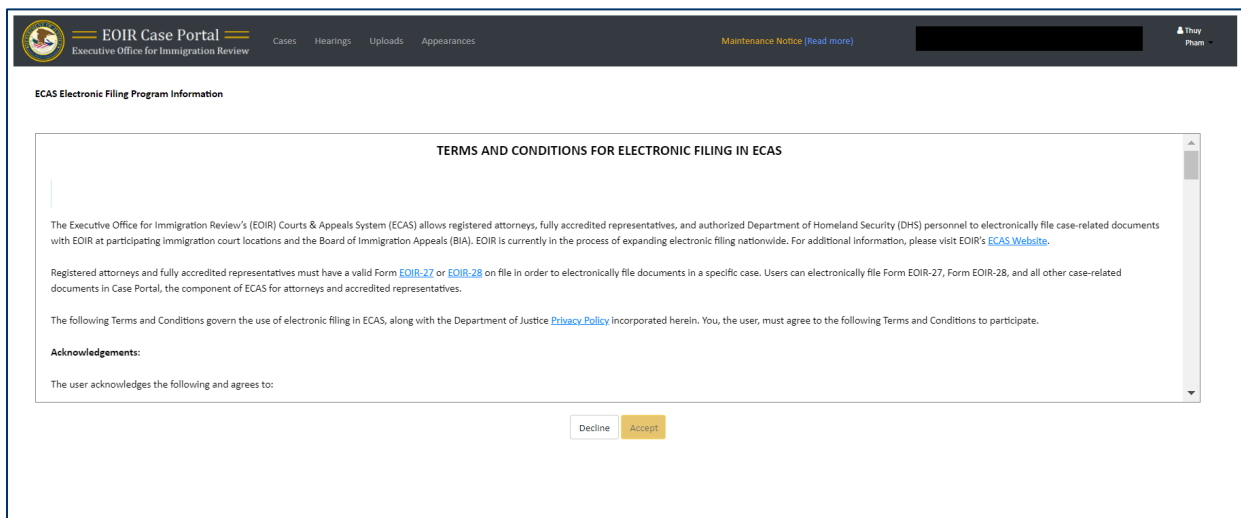 EOIR Case Portal
Executive Office for Immigration Review
Cases Hearings Uploads Appearances
Maintenance Notice (Read more)
Thuy
Pham
ECAS Electronic Filing Program Information
TERMS AND CONDITIONS FOR ELECTRONIC FILING IN ECAS
The Executive Office for Immigration Review's (EOIR) Courts & Appeals System (ECAS) allows registered attorneys, fully accredited representatives, and authorized Department of Homeland Security (DHS) personnel to electronically file case-related documents
with EOIR at participating immigration court locations and the Board of Immigration Appeals (BIA). EOIR is currently in the process of expanding electronic filing nationwide. For additional information, please visit EOIR's ECAS Website.
Registered attorneys and fully accredited representatives must have a valid Form EOIR-27 or EOIR-28 on file in order to electronically file documents in a specific case. Users can electronically file Form EOIR-27, Form EOIR-28, and all other case-related
documents in Case Portal, the component of ECAS for attorneys and accredited representatives.
The following Terms and Conditions govern the use of electronic filing in ECAS, along with the Department of Justice Privacy Policy incorporated herein. You, the user, must agree to the following Terms and Conditions to participate.
Acknowledgements:
The user acknowledges the following and agrees to:
Decline Accept